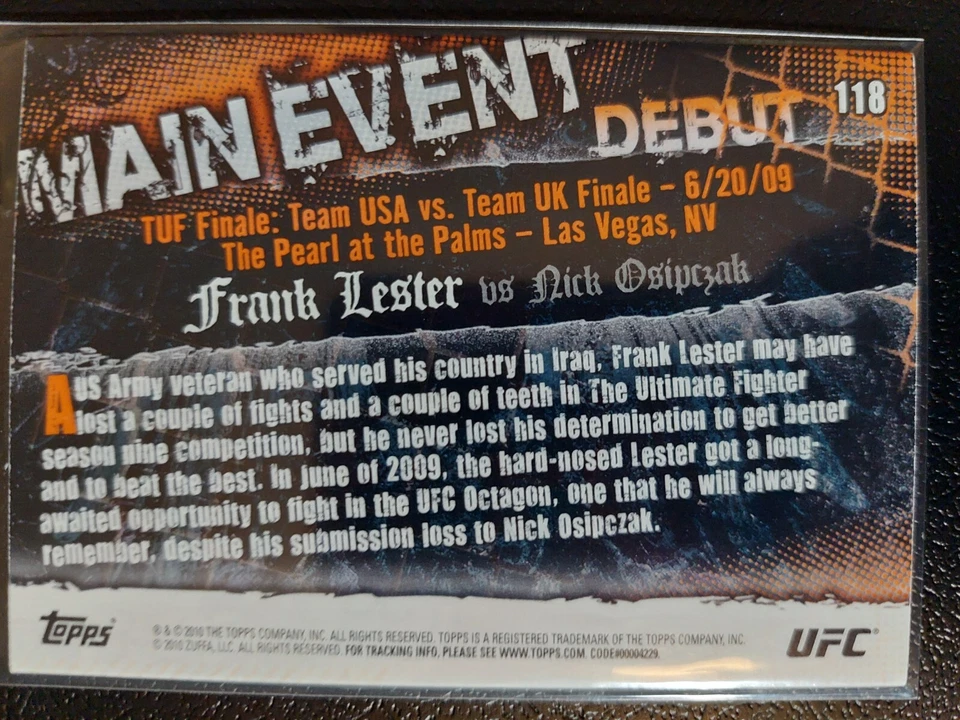 MAIN EVENT
DEBUT
118
TUF Finale: Team USA vs. Team UK Finale – 6/20/09
The Pearl at the Palms – Las Vegas, NV
Frank Lester vs Nick Osipczak
A US Army veteran who served his country in Iraq, Frank Lester may have
lost a couple of fights and a couple of teeth in The Ultimate Fighter
season nine competition, but he never lost his determination to get better
and to beat the best. In June of 2009, the hard-nosed Lester got a long-
awaited opportunity to fight in the UFC Octagon, one that he will always
remember, despite his submission loss to Nick Osipczak.
Topps®
® & © 2010 THE TOPPS COMPANY, INC. ALL RIGHTS RESERVED. TOPPS IS A REGISTERED TRADEMARK OF THE TOPPS COMPANY, INC.
© 2010 ZUFFA, LLC. ALL RIGHTS RESERVED. FOR TRACKING INFO, PLEASE SEE WWW.TOPPS.COM. CODE#00004229.
UFC®